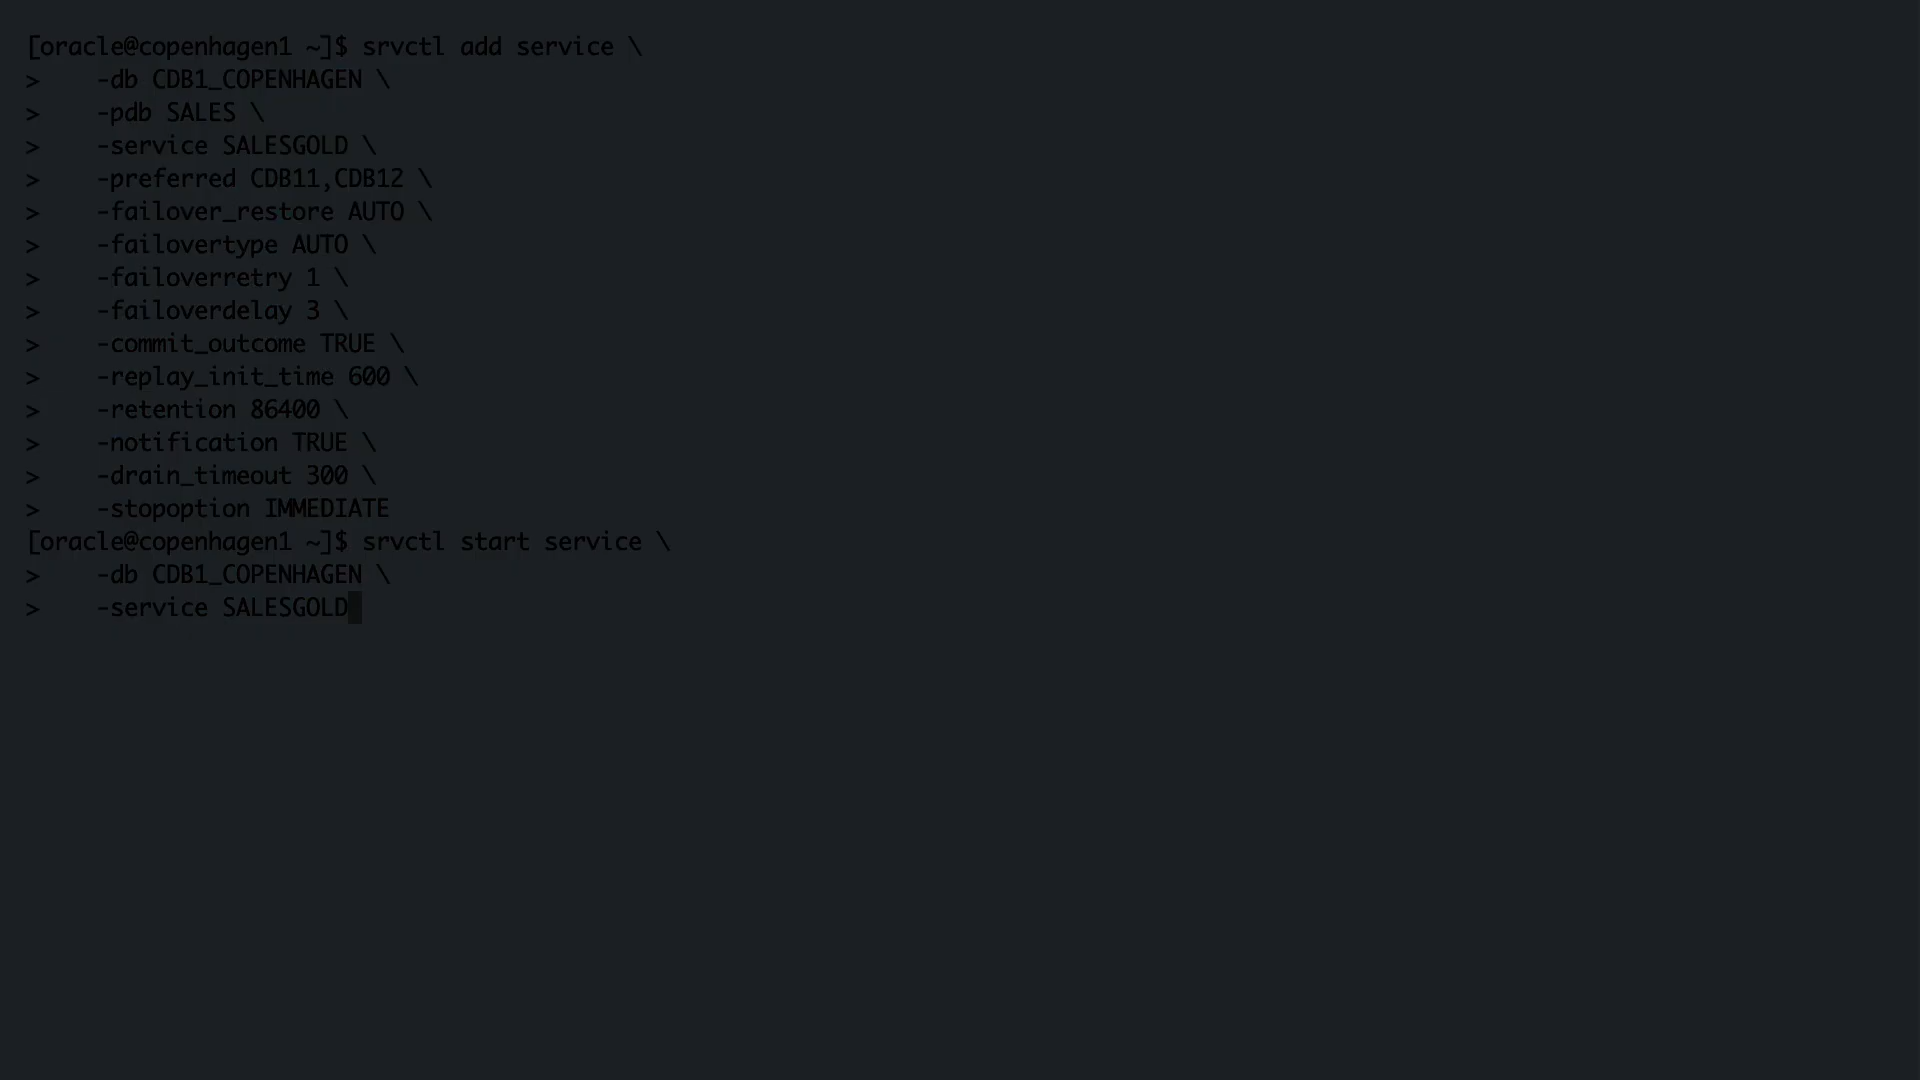 [oracle@copenhagen1 ~]$ srvctl add service \
>    -db CDB1_COPENHAGEN \
>    -pdb SALES \
>    -service SALESGOLD \
>    -preferred CDB11,CDB12 \
>    -failover_restore AUTO \
>    -failovertype AUTO \
>    -failoverretry 1 \
>    -failoverdelay 3 \
>    -commit_outcome TRUE \
>    -replay_init_time 600 \
>    -retention 86400 \
>    -notification TRUE \
>    -drain_timeout 300 \
>    -stopoption IMMEDIATE
[oracle@copenhagen1 ~]$ srvctl start service \
>    -db CDB1_COPENHAGEN \
>    -service SALESGOLD